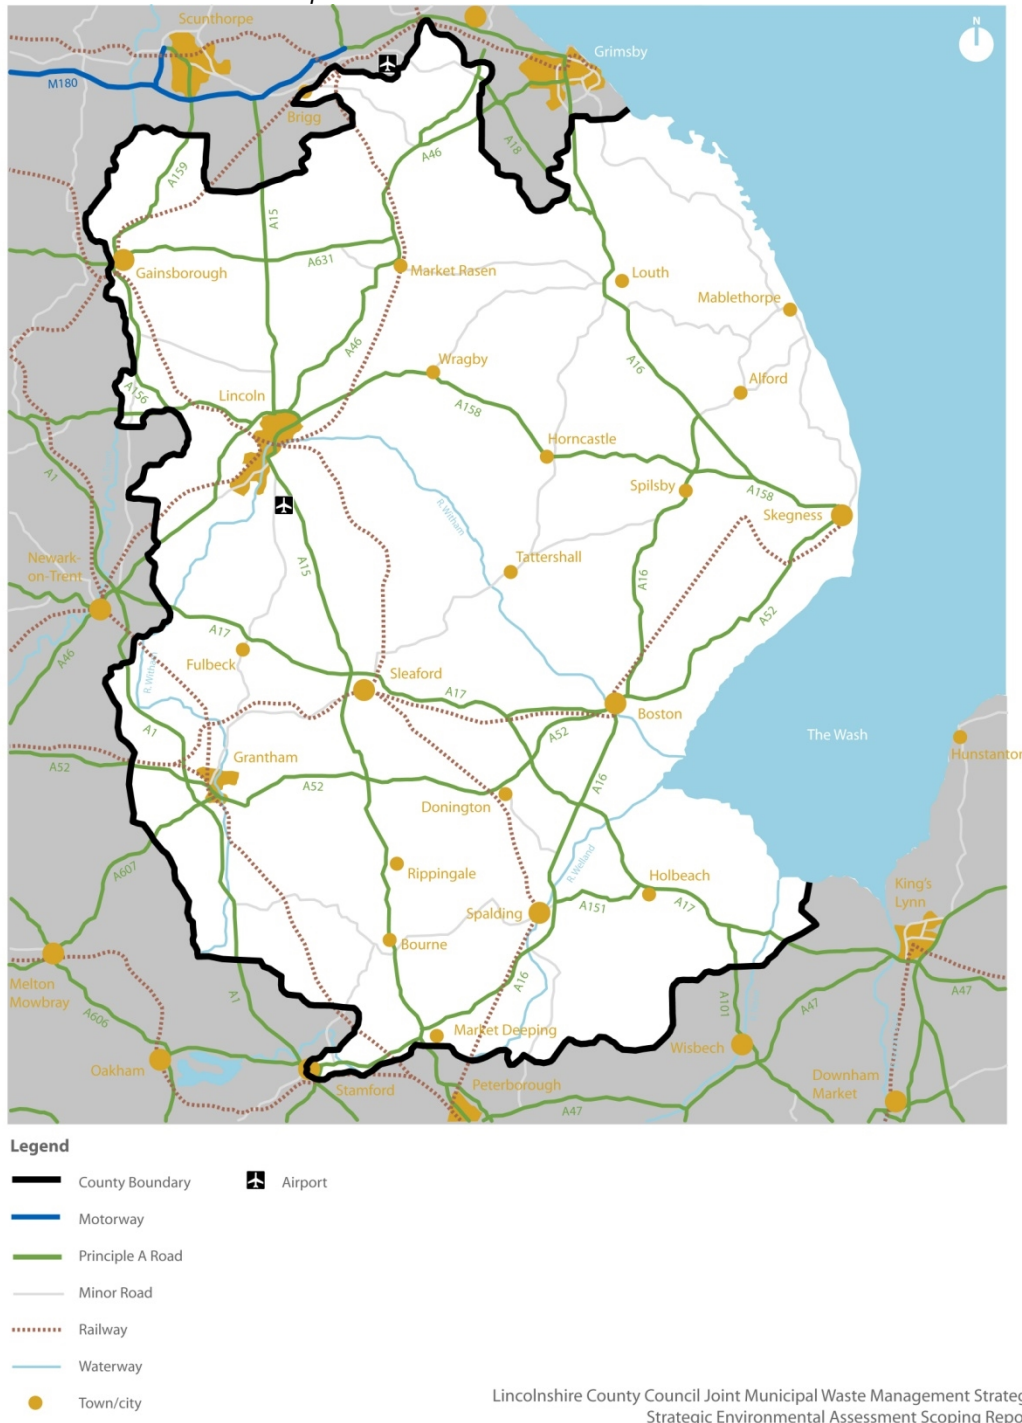 Scunthorpe
N
Grimsby
M180
Brigg
A18
A46
A159
A15
A631
Gainsborough
Market Rasen
Louth
Mablethorpe
A46
Wragby
A16
Alford
A156
Lincoln
A158
Horncastle
A1
Spilsby
A158
R.Witham
Skegness
Newark-
on-Trent
A15
Tattershall
A16
A52
A17
Fulbeck
A46
R.Witham
Sleaford
A17
Boston
A1
A52
The Wash
Hunstanton
A52
Grantham
A52
A16
Donington
A607
Rippingale
R.Welland
Holbeach
King's
Lynn
Spalding
A151
A17
Bourne
Melton
Mowbray
A1
A16
A101
A47
A47
A606
Market Deeping
Wisbech
Oakham
Stamford
Peterborough
Downham
Market
A47
Legend
County Boundary
Airport
Motorway
Principle A Road
Minor Road
Railway
Waterway
Town/city
Lincolnshire County Council Joint Municipal Waste Management Strateg
Strategic Environmental Assessment Scoping Repo